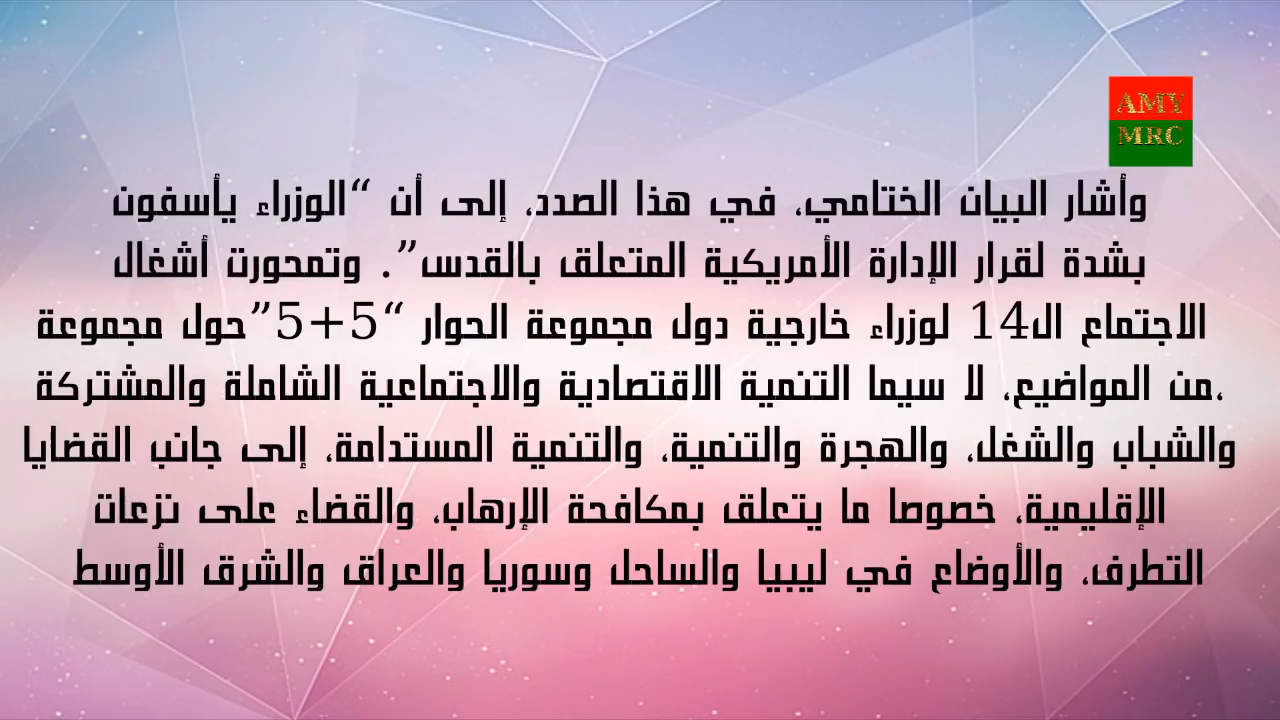 AMY
MRC
وأشار البيان الختامي، في هذا الصدد، إلى أن “الوزراء يأسفون
بشدة لقرار الإدارة الأمريكية المتعلق بالقدس”. وتمحورت أشغال
الاجتماع ال14 لوزراء خارجية دول مجموعة الحوار “5+5”حول مجموعة
،من المواضيع، لا سيما التنمية الاقتصادية والاجتماعية الشاملة والمشتركة
والشباب والشغل، والهجرة والتنمية، والتنمية المستدامة، إلى جانب القضايا
الإقليمية، خصوصا ما يتعلق بمكافحة الإرهاب، والقضاء على نزعات
التطرف، والأوضاع في ليبيا والساحل وسوريا والعراق والشرق الأوسط